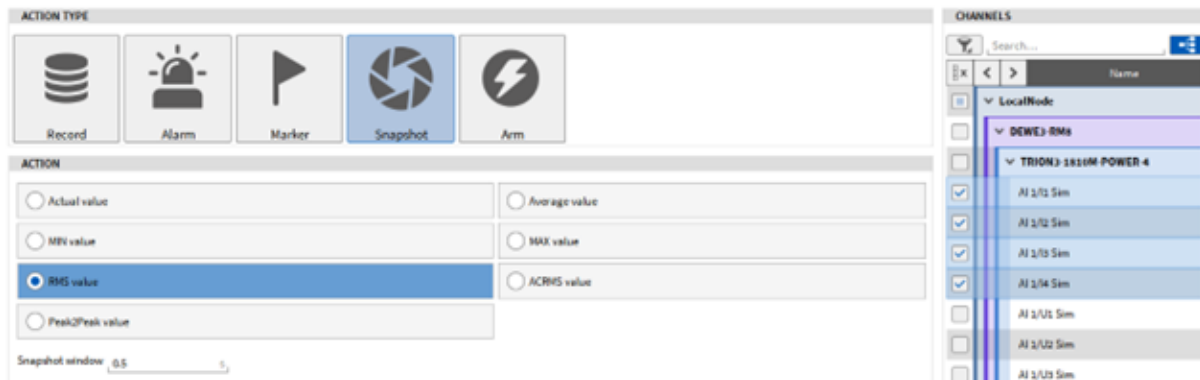 ACTION TYPE
Record
Alarm
Marker
Snapshot
Arm
ACTION
Actual value
Average value
MIN value
MAX value
RMS value
ACRMS value
Peak2Peak value
Snapshot window 0.5 s
CHANNELS
Search...
Name
LocalNode
DEWE3-RM8
TRION3-1810M-POWER-4
AI 1/I1 Sim
AI 1/I2 Sim
AI 1/I3 Sim
AI 1/I4 Sim
AI 1/U1 Sim
AI 1/U2 Sim
AI 1/U3 Sim